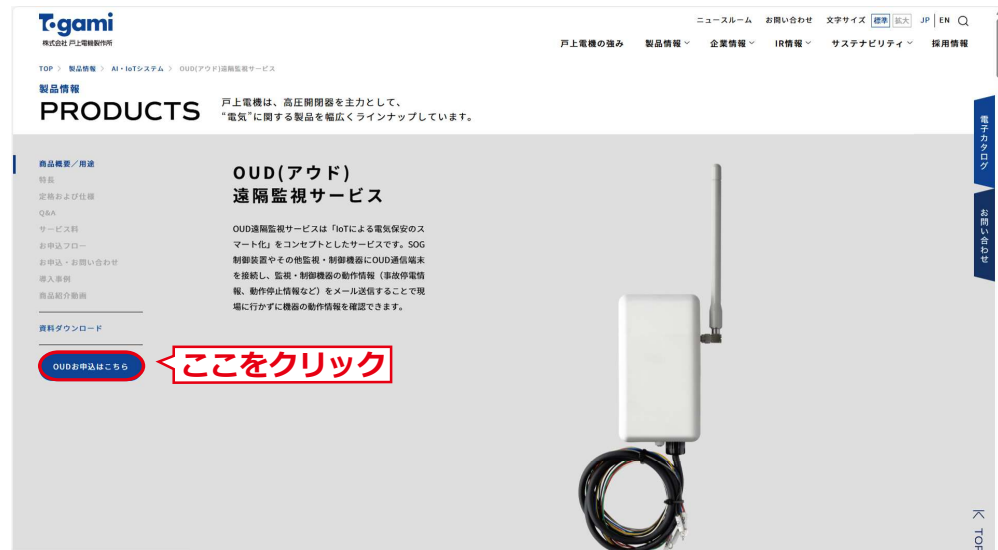 Togami
株式会社 戸上電機製作所
ニュースルーム お問い合わせ 文字サイズ 標準 拡大 JP EN
戸上電機の強み 製品情報 企業情報 IR情報 サステナビリティ 採用情報
TOP > 製品情報 > AI・IoTシステム > OUD(アウド)遠隔監視サービス
製品情報
PRODUCTS
戸上電機は、高圧開閉器を主力として、
“電気”に関する製品を幅広くラインナップしています。
商品概要／用途
特長
定格および仕様
Q&A
サービス料
お申込フロー
お申込・お問い合わせ
導入事例
商品紹介動画
資料ダウンロード
OUDお申込はこちら
ここをクリック
OUD(アウド)
遠隔監視サービス
OUD遠隔監視サービスは「IoTによる電気保安のス
マート化」をコンセプトとしたサービスです。SOG
制御装置やその他監視・制御機器にOUD通信端末
を接続し、監視・制御機器の動作情報（事故停電情
報、動作停止情報など）をメール送信することで現
場に行かずに機器の動作情報を確認できます。
電子カタログ
お問い合わせ
TOP